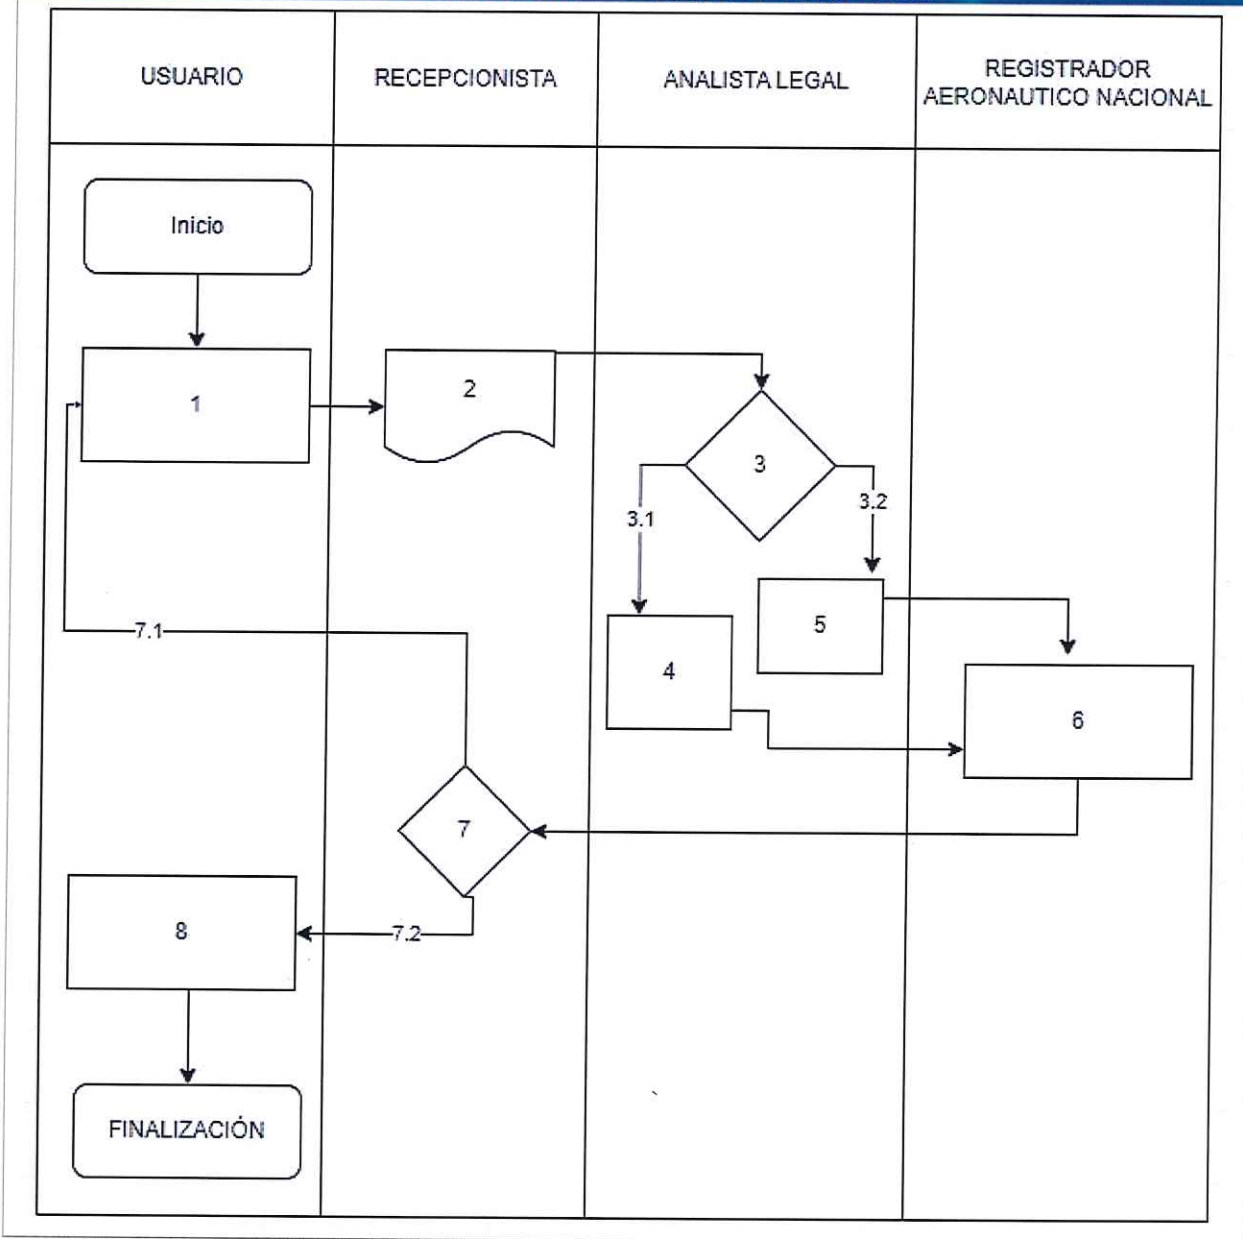 USUARIO
RECEPCIONISTA
ANALISTA LEGAL
REGISTRADOR
AERONAUTICO NACIONAL
Inicio
1
2
3
3.1
3.2
5
4
6
7.1
7
8
7.2
FINALIZACIÓN